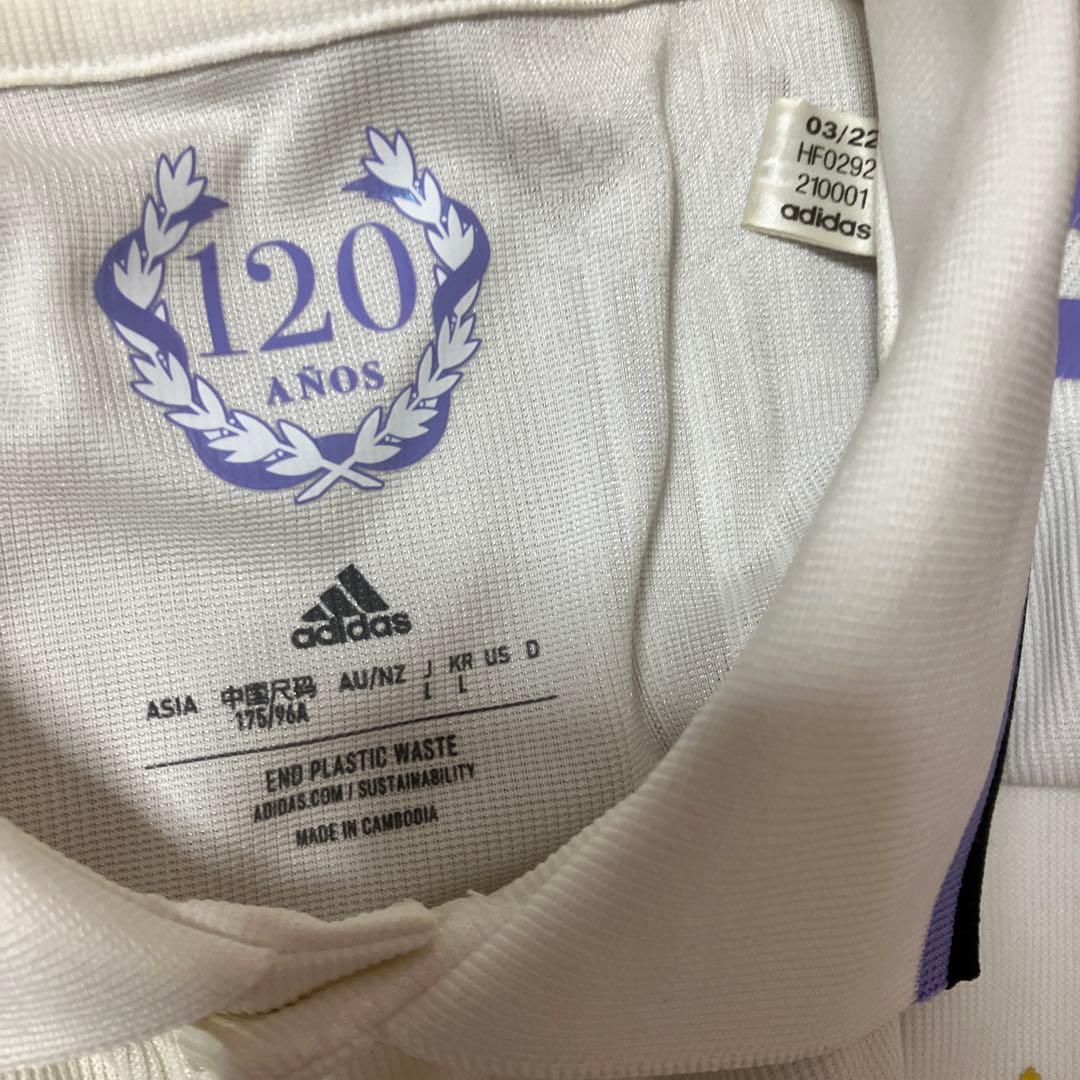 120
AÑOS
adidas
ASIA 中国尺码 AU/NZ J KR US D
175/96A L L
END PLASTIC WASTE
ADIDAS.COM / SUSTAINABILITY
MADE IN CAMBODIA
03/22
HF0292
210001
adidas